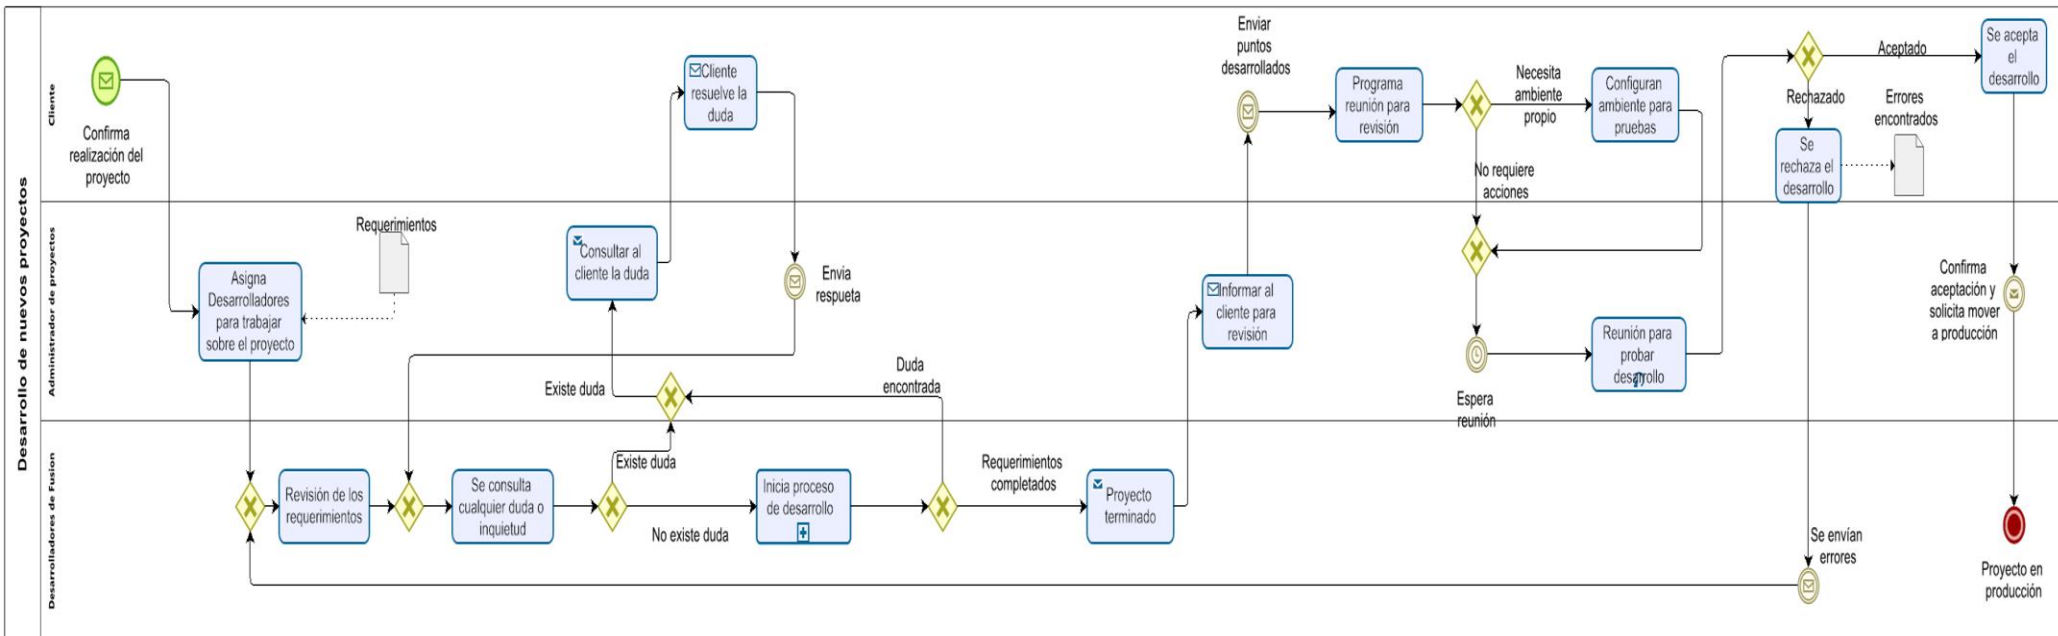 Desarrollo de nuevos proyectos
Cliente
Confirma
realización del
proyecto
Cliente
resuelve la
duda
Enviar
puntos
desarrollados
Programa
reunión para
revisión
Necesita
ambiente
propio
Configuran
ambiente para
pruebas
No requiere
acciones
Aceptado
Se acepta
el
desarrollo
Rechazado
Se
rechaza el
desarrollo
Errores
encontrados
Administrador de proyectos
Asigna
Desarrolladores
para trabajar
sobre el proyecto
Requerimientos
Consultar al
cliente la duda
Envia
respueta
Existe duda
Duda
encontrada
Informar al
cliente para
revisión
Espera
reunión
Reunión para
probar
desarrollo
Confirma
aceptación y
solicita mover
a producción
Desarrolladores de Fusion
Revisión de los
requerimientos
Se consulta
cualquier duda o
inquietud
Existe duda
No existe duda
Inicia proceso
de desarrollo
Requerimientos
completados
Proyecto
terminado
Se envían
errores
Proyecto en
producción